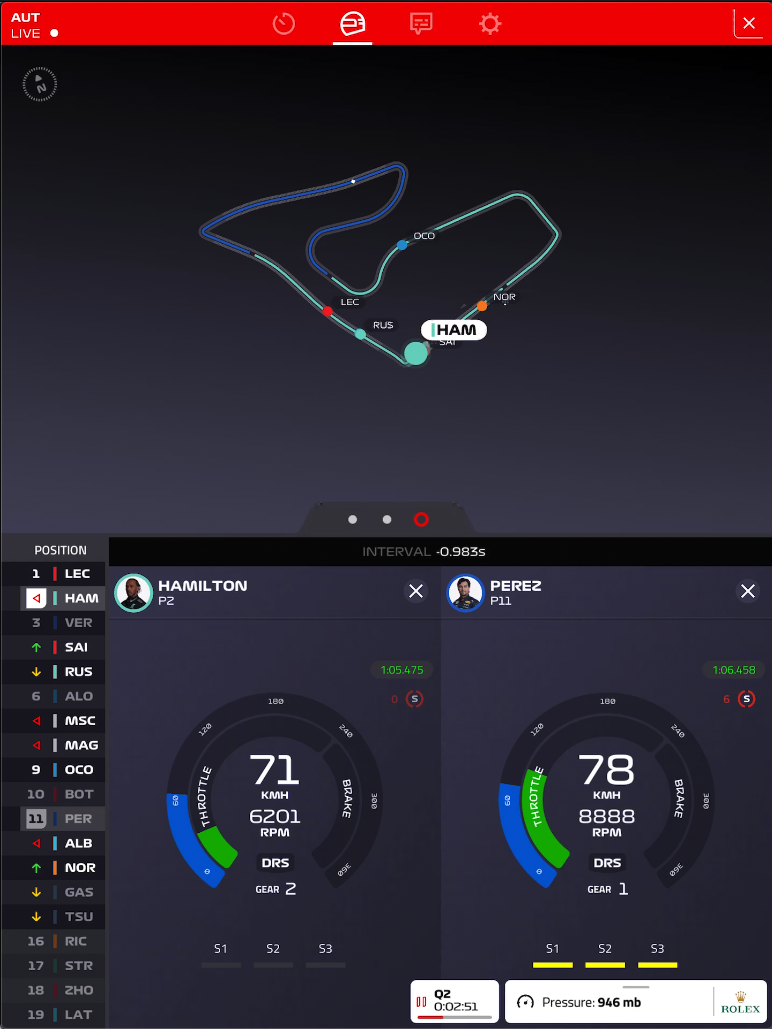 AUT
LIVE
N
OCO
LEC
NOR
RUS
HAM
SAI
POSITION
INTERVAL -0.983s
1 LEC
HAM
3 VER
SAI
RUS
6 ALO
MSC
MAG
9 OCO
10 BOT
11 PER
ALB
NOR
GAS
TSU
16 RIC
17 STR
18 ZHO
19 LAT
HAMILTON
P2
1:05.475
0 S
0 60 120 180 240 300 360
THROTTLE
BRAKE
71
KMH
6201
RPM
DRS
GEAR 2
S1 S2 S3
PEREZ
P11
1:06.458
6 S
0 60 120 180 240 300 360
THROTTLE
BRAKE
78
KMH
8888
RPM
DRS
GEAR 1
S1 S2 S3
Q2
0:02:51
Pressure: 946 mb
ROLEX